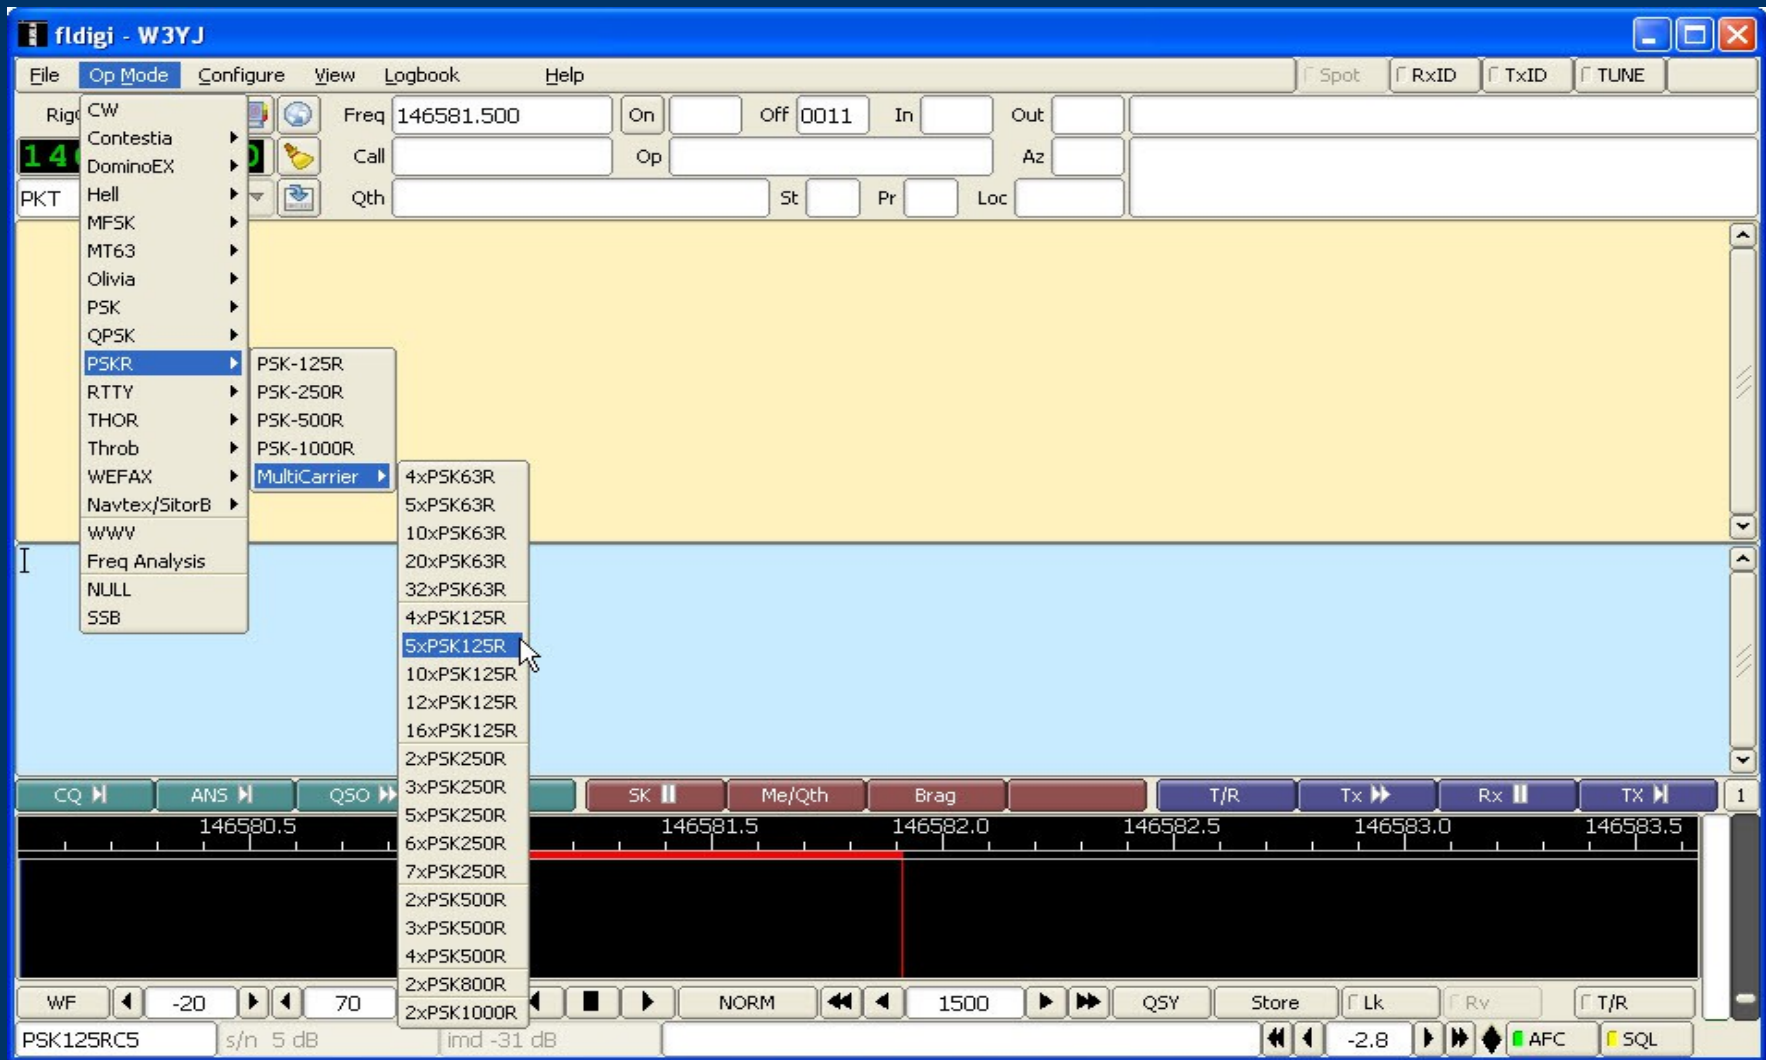 fldigi - W3YJ
File Op Mode Configure View Logbook Help Spot RxID TxID TUNE
Freq 146581.500 On Off 0011 In Out
Call Op Az
PKT Qth St Pr Loc
CW
Contestia
DominoEX
Hell
MFSK
MT63
Olivia
PSK
QPSK
PSKR
RTTY
THOR
Throb
WEFAX
Navtex/SitorB
WWV
Freq Analysis
NULL
SSB
PSK-125R
PSK-250R
PSK-500R
PSK-1000R
MultiCarrier
4xPSK63R
5xPSK63R
10xPSK63R
20xPSK63R
32xPSK63R
4xPSK125R
5xPSK125R
10xPSK125R
12xPSK125R
16xPSK125R
2xPSK250R
3xPSK250R
5xPSK250R
6xPSK250R
7xPSK250R
2xPSK500R
3xPSK500R
4xPSK500R
2xPSK800R
2xPSK1000R
CQ ANS QSO SK Me/Qth Brag T/R Tx Rx TX 1
146580.5 146581.5 146582.0 146582.5 146583.0 146583.5
WF -20 70 NORM 1500 QSY Store Lk Rv T/R
PSK125RC5 s/n 5 dB imd -31 dB -2.8 AFC SQL